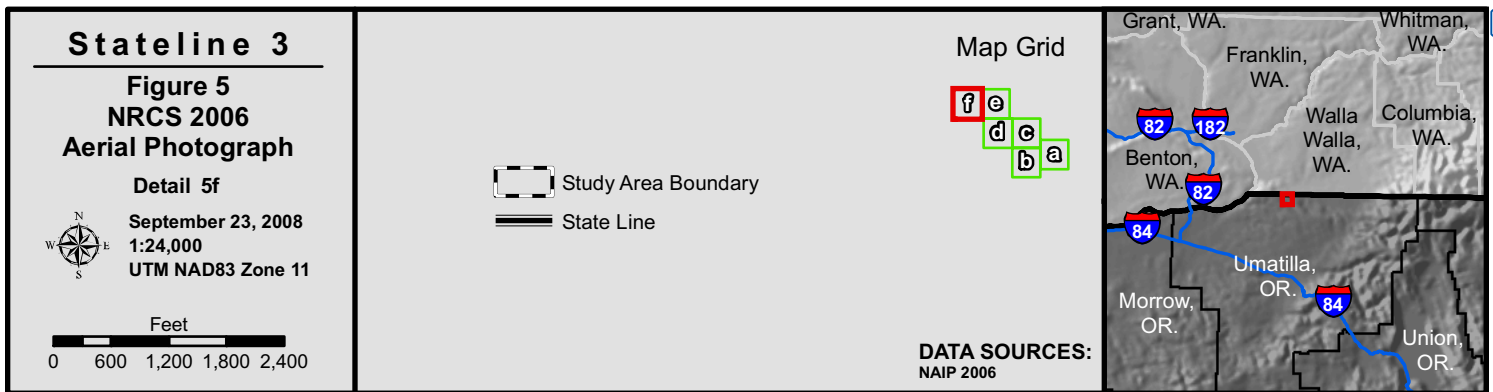 Stateline 3
Figure 5
NRCS 2006
Aerial Photograph
Detail 5f
N
W E
S
September 23, 2008
1:24,000
UTM NAD83 Zone 11
Feet
0 600 1,200 1,800 2,400
Study Area Boundary
State Line
Map Grid
f e
d c
b a
DATA SOURCES:
NAIP 2006
Grant, WA.
Whitman,
WA.
Franklin,
WA.
82
182
Walla
Walla,
WA.
Columbia,
WA.
Benton,
WA.
82
84
Umatilla,
OR.
84
Morrow,
OR.
Union,
OR.